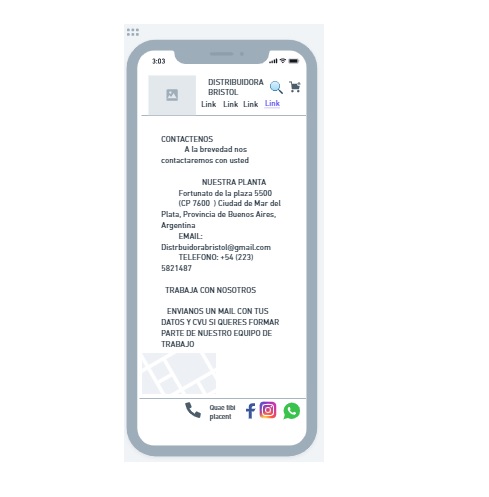 3:03
DISTRIBUIDORA
BRISTOL
Link Link Link Link
CONTACTENOS
A la brevedad nos
contactaremos con usted
NUESTRA PLANTA
Fortunato de la plaza 5500
(CP 7600 ) Ciudad de Mar del
Plata, Provincia de Buenos Aires,
Argentina
EMAIL:
Distrbuidorabristol@gmail.com
TELEFONO: +54 (223)
5821487
TRABAJA CON NOSOTROS
ENVIANOS UN MAIL CON TUS
DATOS Y CVU SI QUERES FORMAR
PARTE DE NUESTRO EQUIPO DE
TRABAJO
Quae tibi
placent